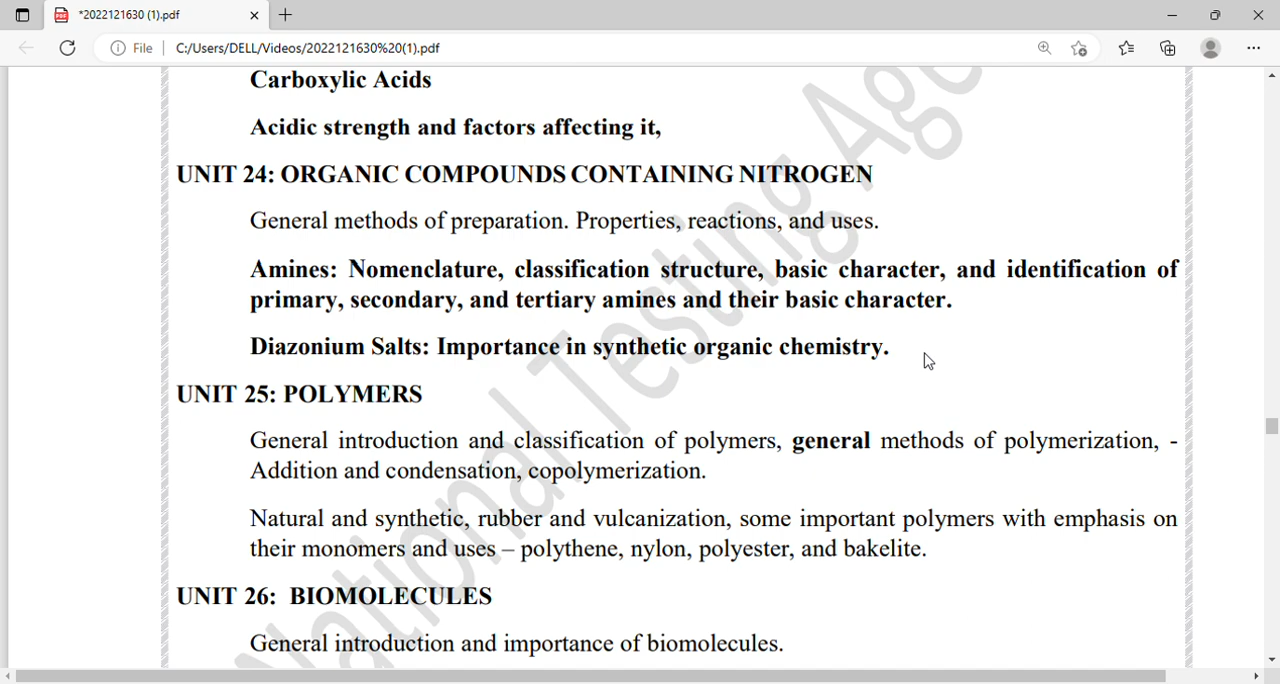 *2022121630 (1).pdf
File
C:/Users/DELL/Videos/2022121630%20(1).pdf
Carboxylic Acids
Acidic strength and factors affecting it,
UNIT 24: ORGANIC COMPOUNDS CONTAINING NITROGEN
General methods of preparation. Properties, reactions, and uses.
Amines: Nomenclature, classification structure, basic character, and identification of
primary, secondary, and tertiary amines and their basic character.
Diazonium Salts: Importance in synthetic organic chemistry.
UNIT 25: POLYMERS
General introduction and classification of polymers, general methods of polymerization, -
Addition and condensation, copolymerization.
Natural and synthetic, rubber and vulcanization, some important polymers with emphasis on
their monomers and uses – polythene, nylon, polyester, and bakelite.
UNIT 26: BIOMOLECULES
General introduction and importance of biomolecules.
National Testing Age